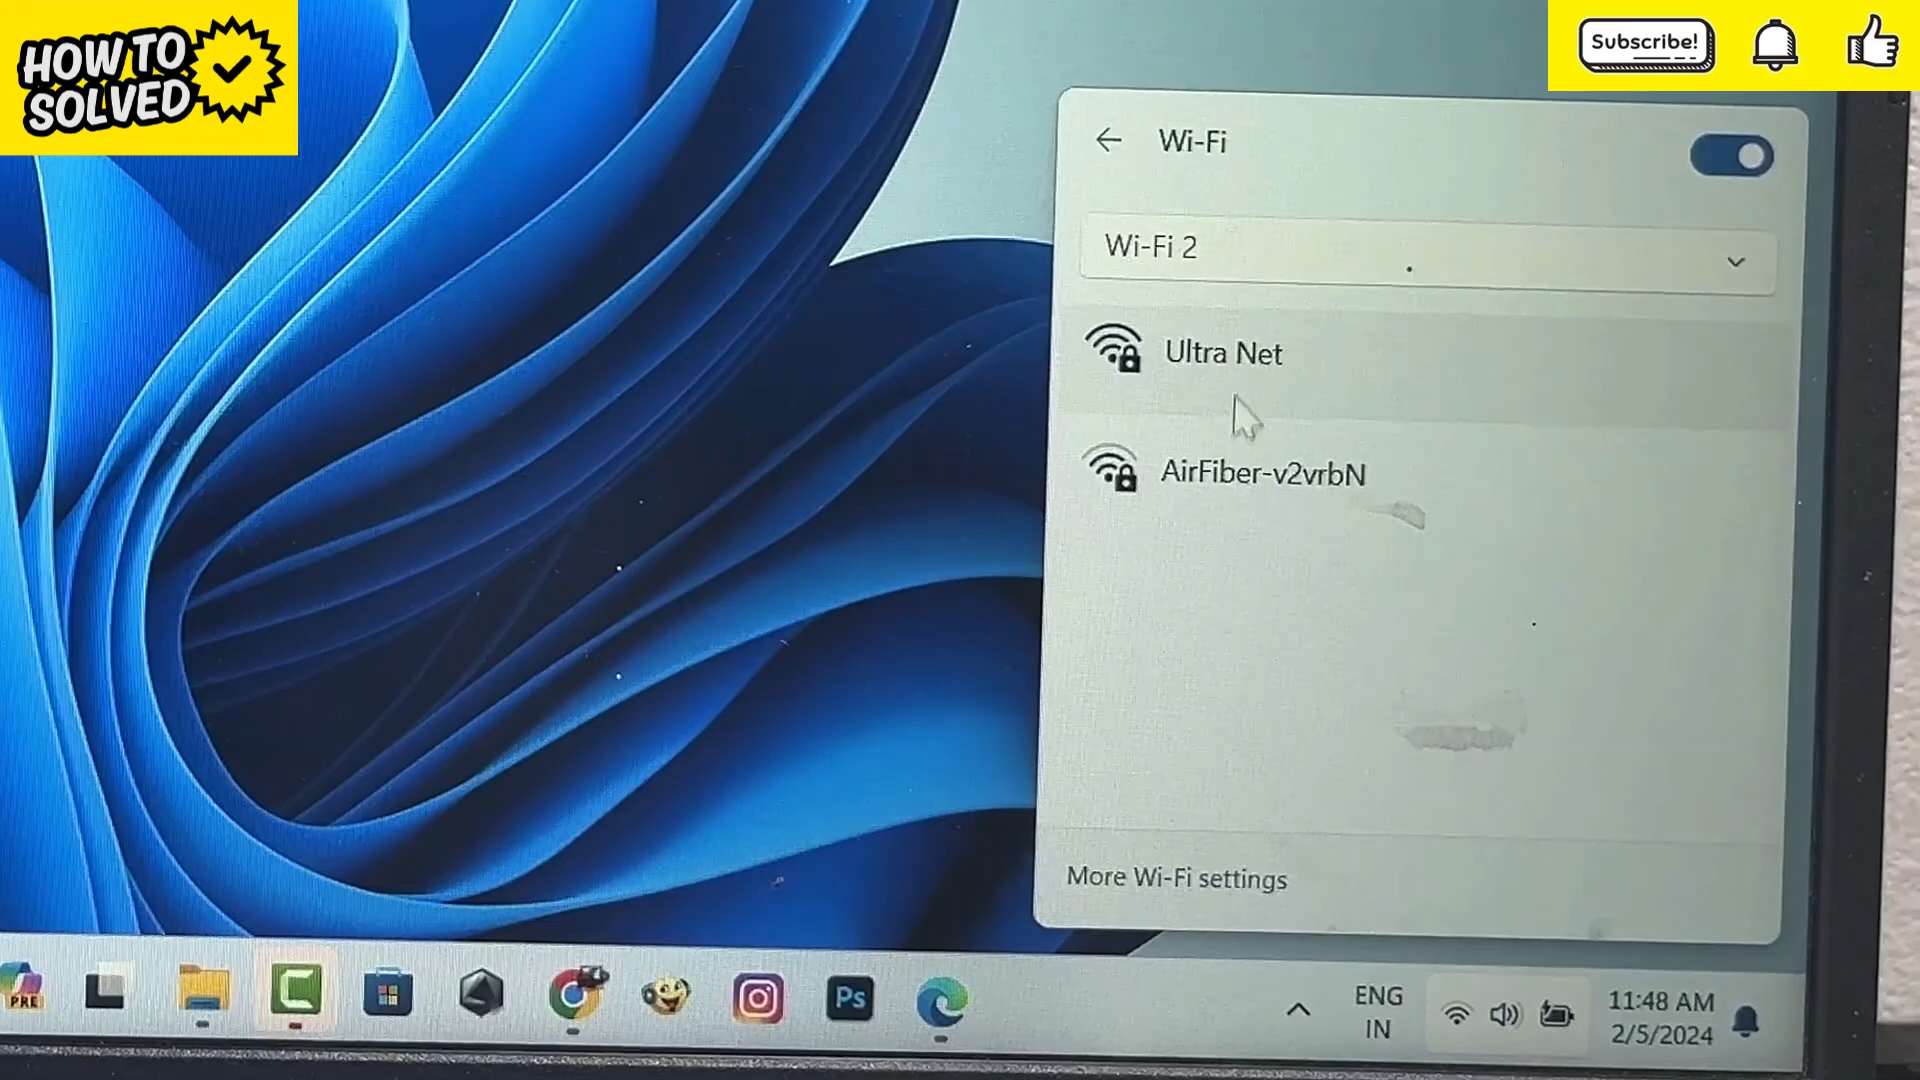 HOW TO
SOLVED
Subscribe!
Wi-Fi
Wi-Fi 2
Ultra Net
AirFiber-v2vrbN
More Wi-Fi settings
PRE
Ps
ENG
IN
11:48 AM
2/5/2024